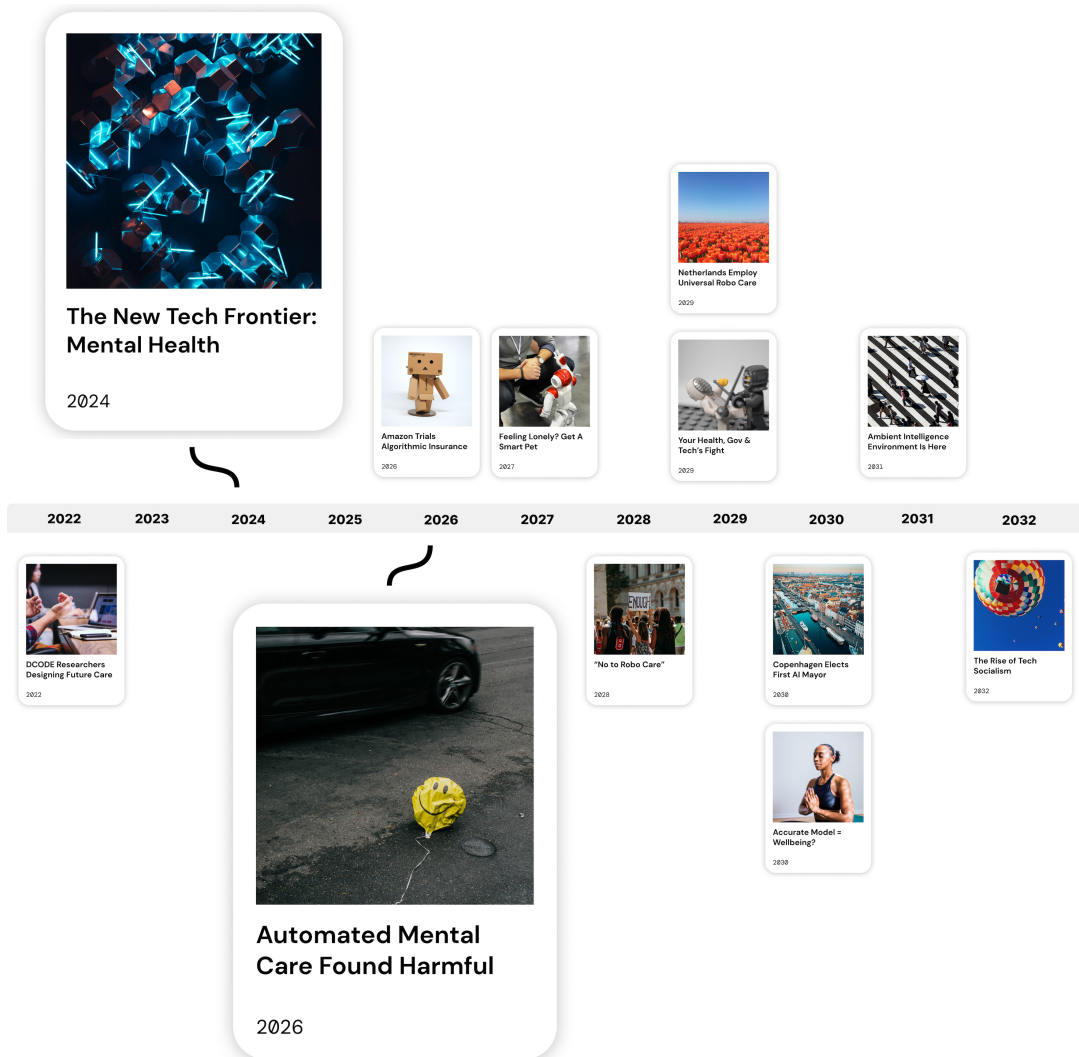 The New Tech Frontier:
Mental Health
2024
Netherlands Employ
Universal Robo Care
2029
Amazon Trials
Algorithmic Insurance
2026
Feeling Lonely? Get A
Smart Pet
2027
Your Health, Gov &
Tech's Fight
2029
Ambient Intelligence
Environment Is Here
2031
2022
2023
2024
2025
2026
2027
2028
2029
2030
2031
2032
DCODE Researchers
Designing Future Care
2022
Automated Mental
Care Found Harmful
2026
ENOUGH
"No to Robo Care"
2028
Copenhagen Elects
First AI Mayor
2030
Accurate Model =
Wellbeing?
2030
The Rise of Tech
Socialism
2032